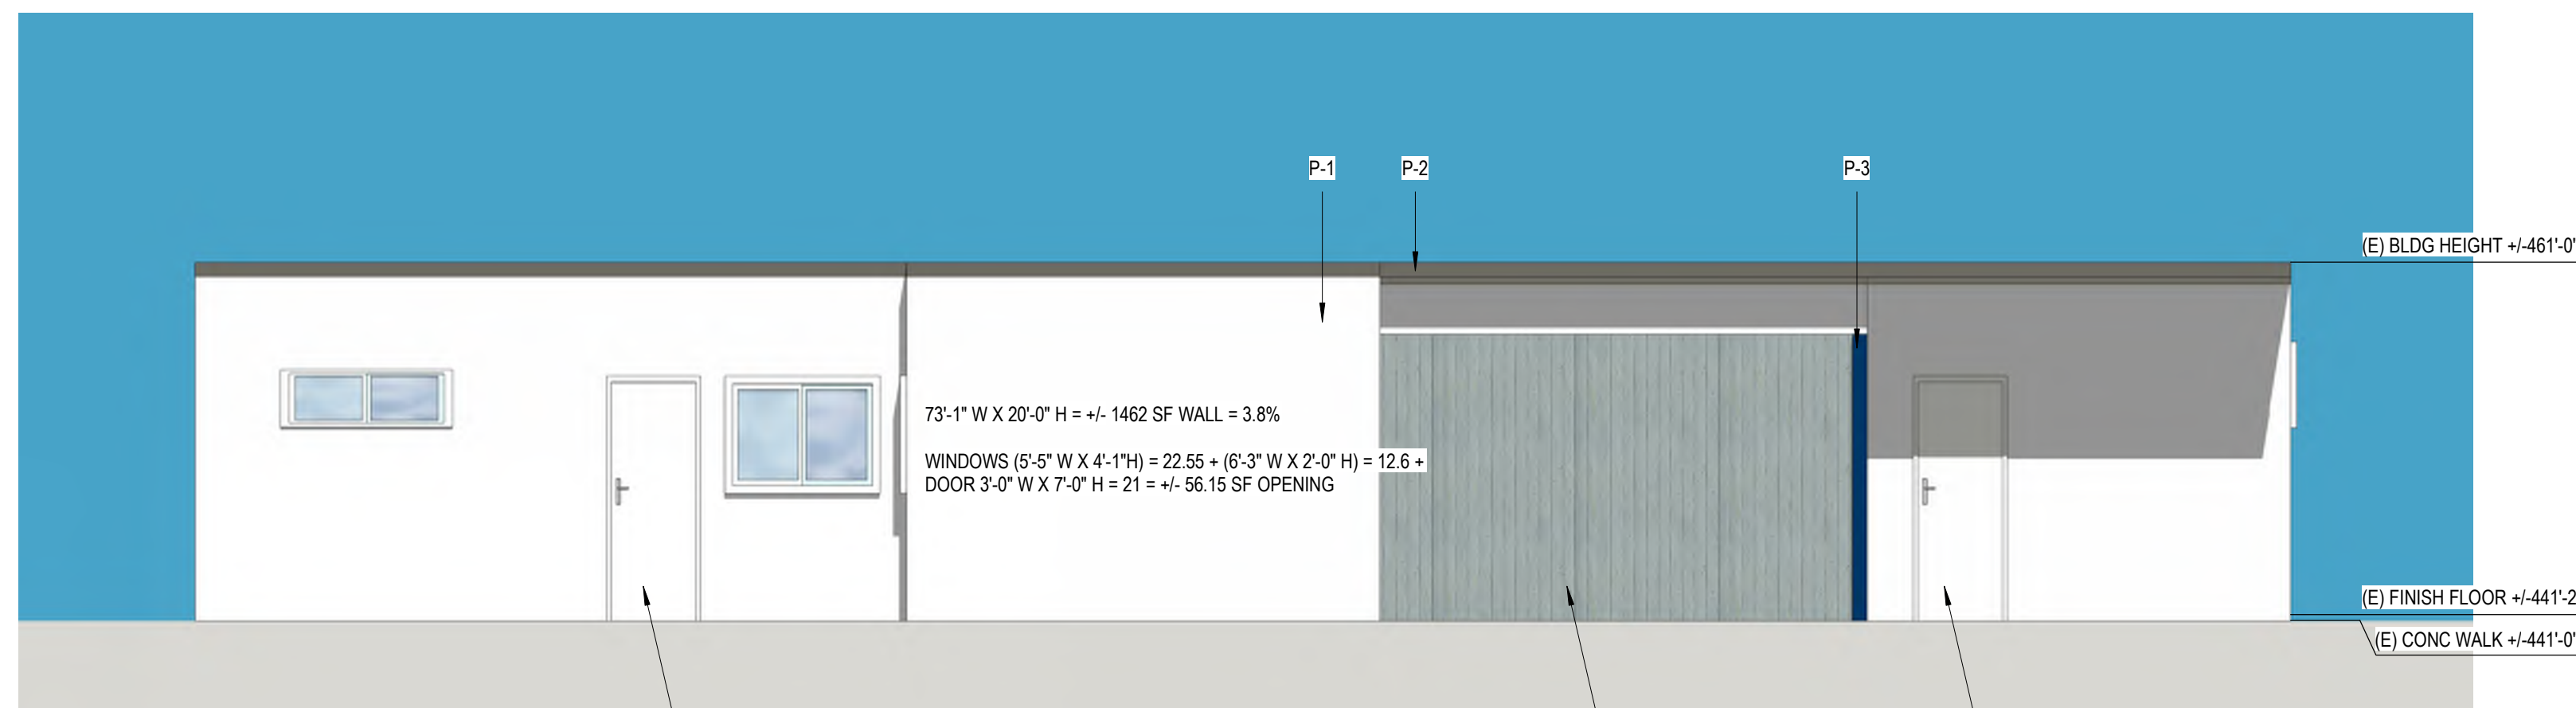 P-1
P-2
P-3
(E) BLDG HEIGHT +/-461'-0"
73'-1" W X 20'-0" H = +/- 1462 SF WALL = 3.8%
WINDOWS (5'-5" W X 4'-1"H) = 22.55 + (6'-3" W X 2'-0" H) = 12.6 +
DOOR 3'-0" W X 7'-0" H = 21 = +/- 56.15 SF OPENING
(E) FINISH FLOOR +/-441'-2
(E) CONC WALK +/-441'-0"